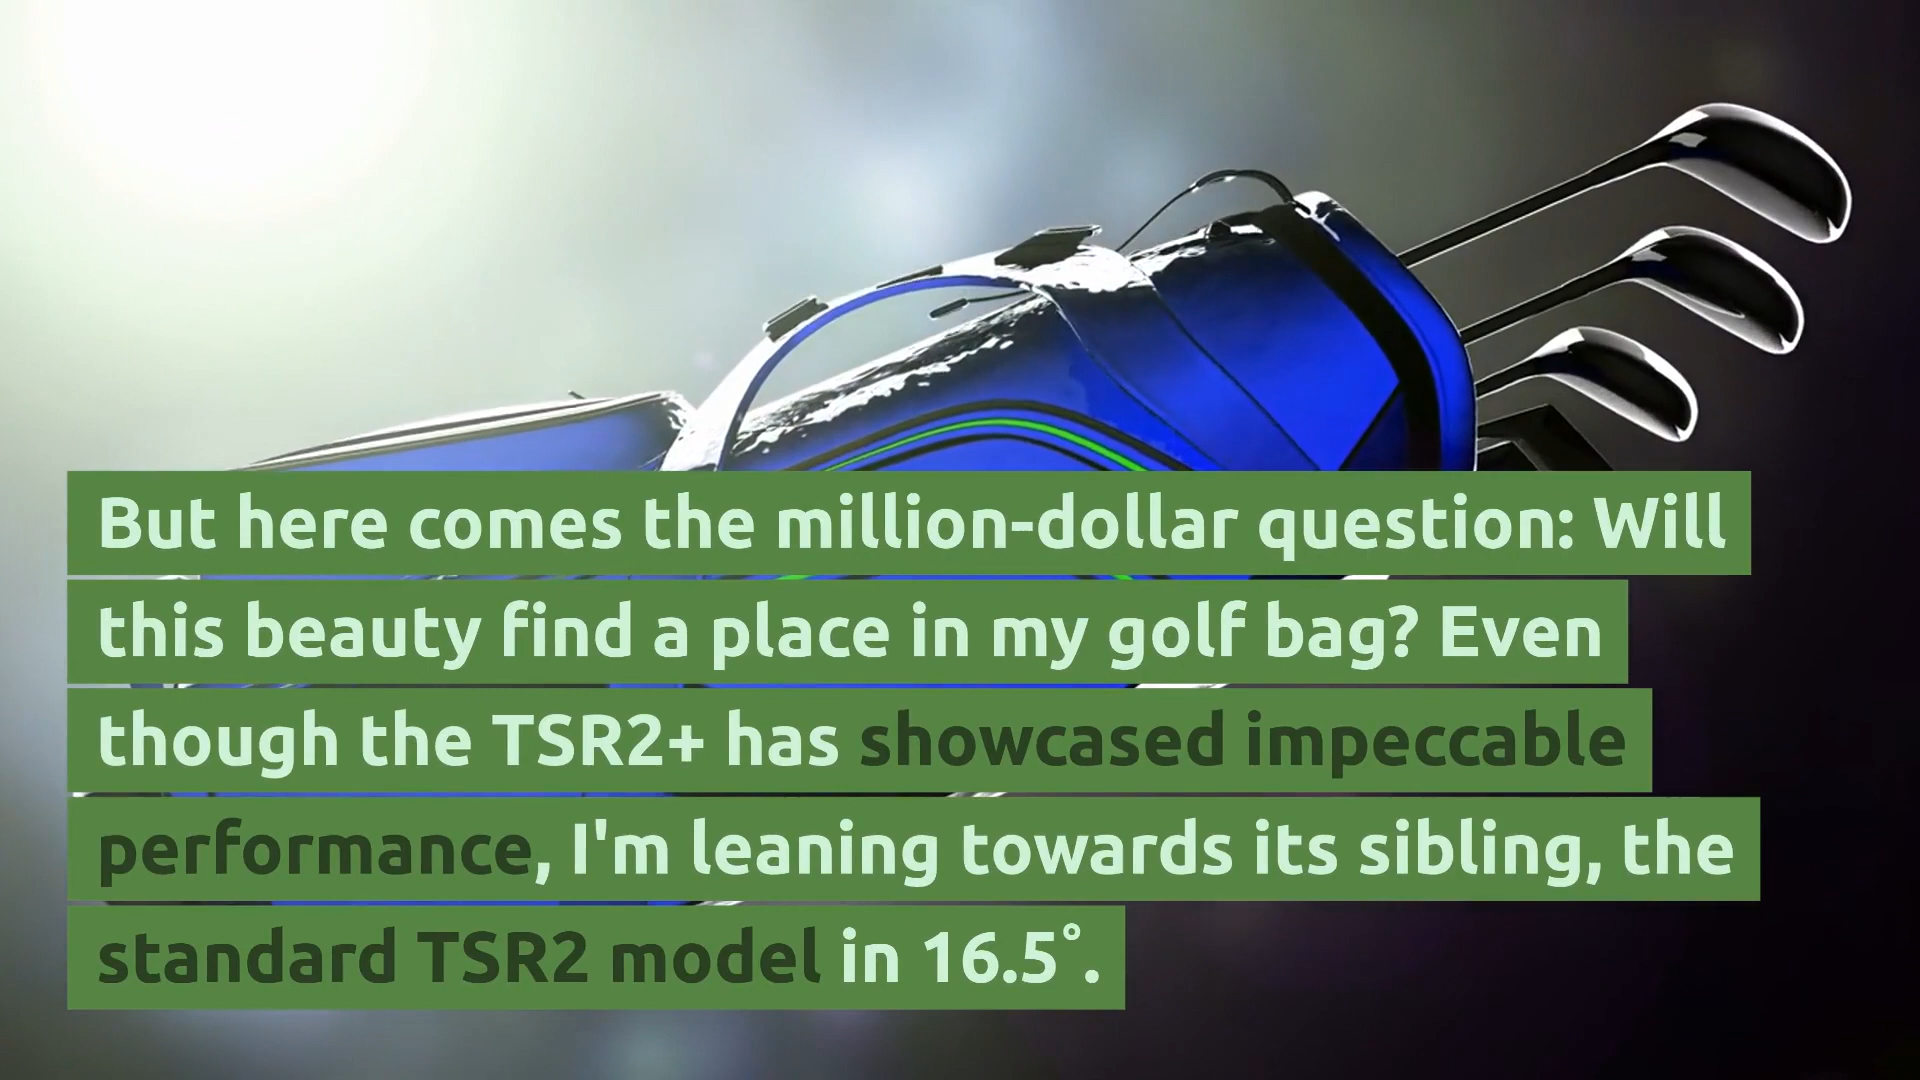 But here comes the million-dollar question: Will
this beauty find a place in my golf bag? Even
though the TSR2+ has showcased impeccable
performance, I'm leaning towards its sibling, the
standard TSR2 model in 16.5˚.